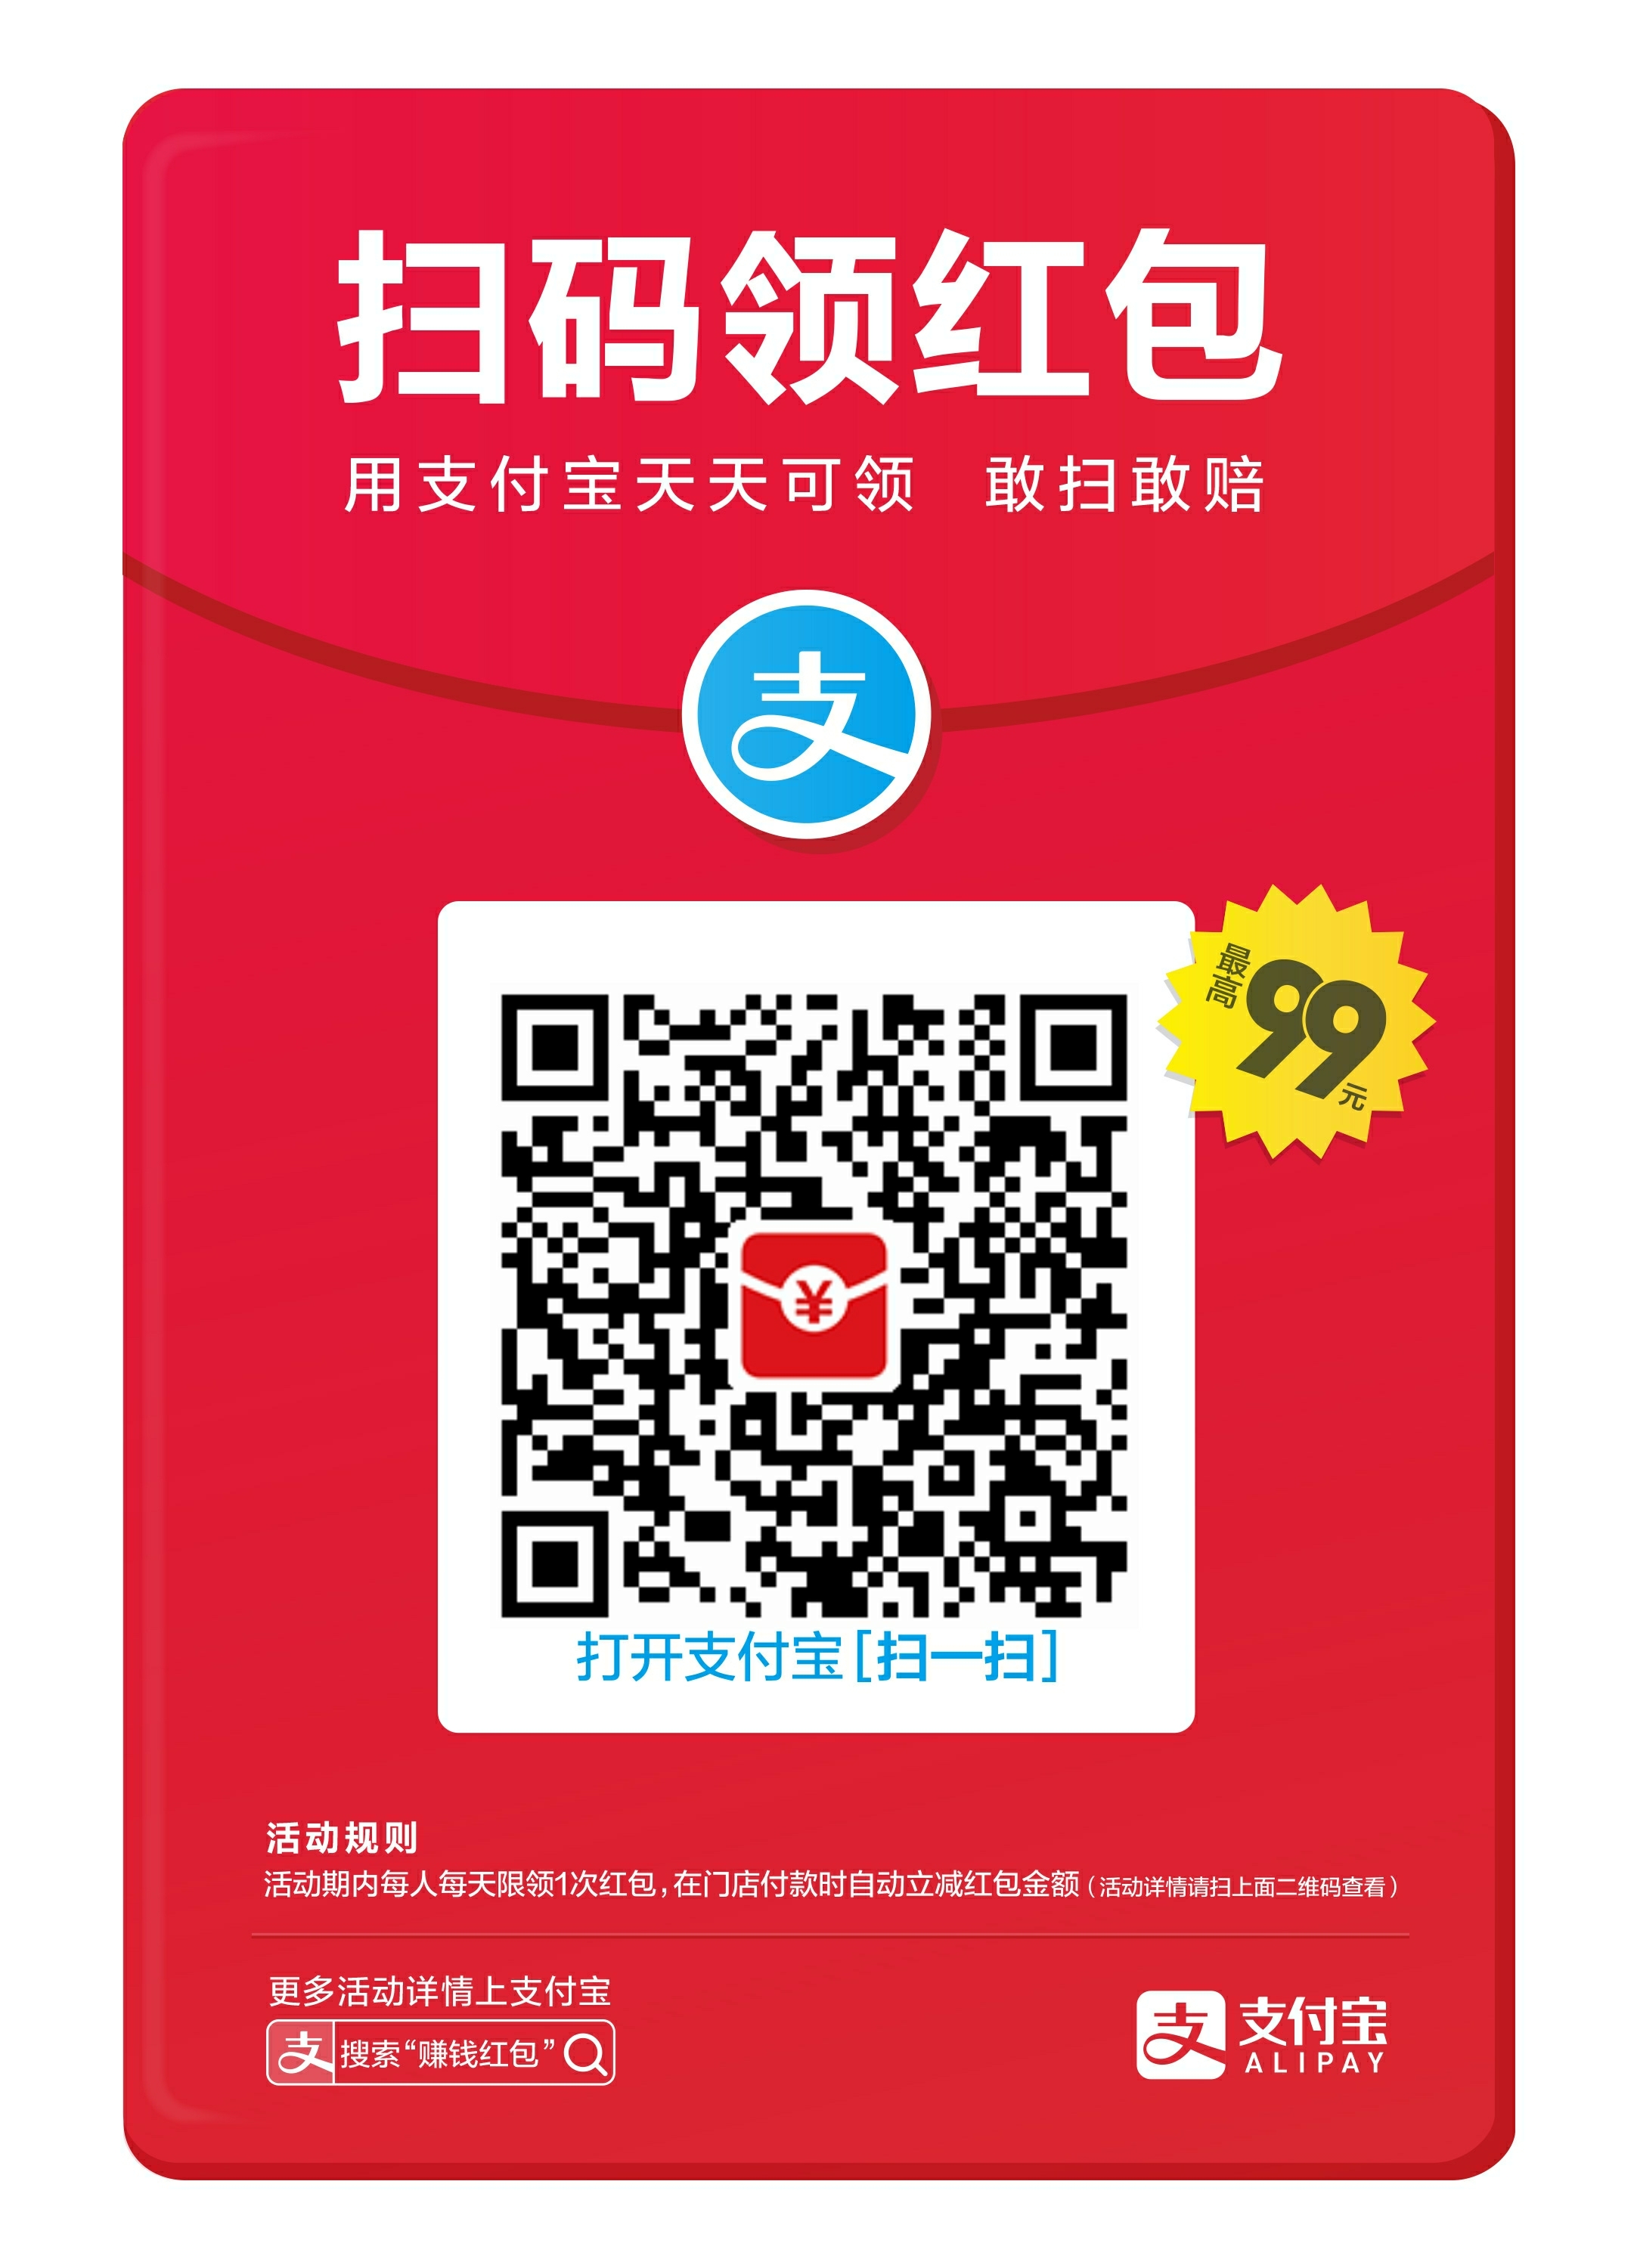 扫码领红包
用支付宝天天可领 敢扫敢赔
支
最高99元
¥
打开支付宝[扫一扫]
活动规则
活动期内每人每天限领1次红包,在门店付款时自动立减红包金额(活动详情请扫上面二维码查看)
更多活动详情上支付宝
支 搜索“赚钱红包”
支 支付宝
ALIPAY